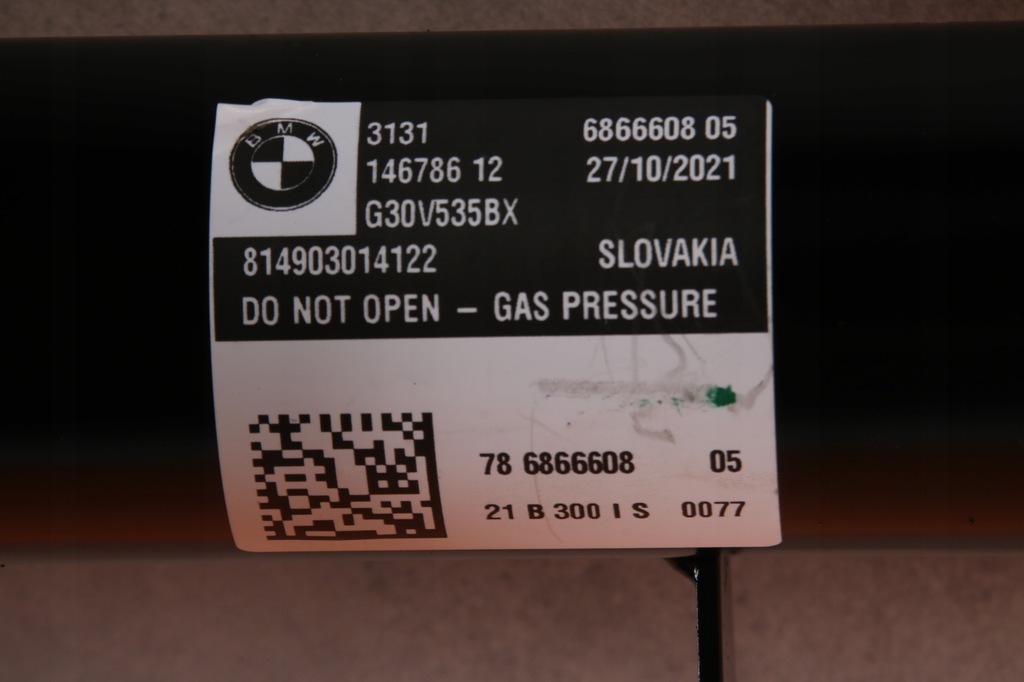 BMW
3131 6866608 05
146786 12 27/10/2021
G30V535BX
814903014122 SLOVAKIA
DO NOT OPEN – GAS PRESSURE
78 6866608 05
21 B 300 I S 0077